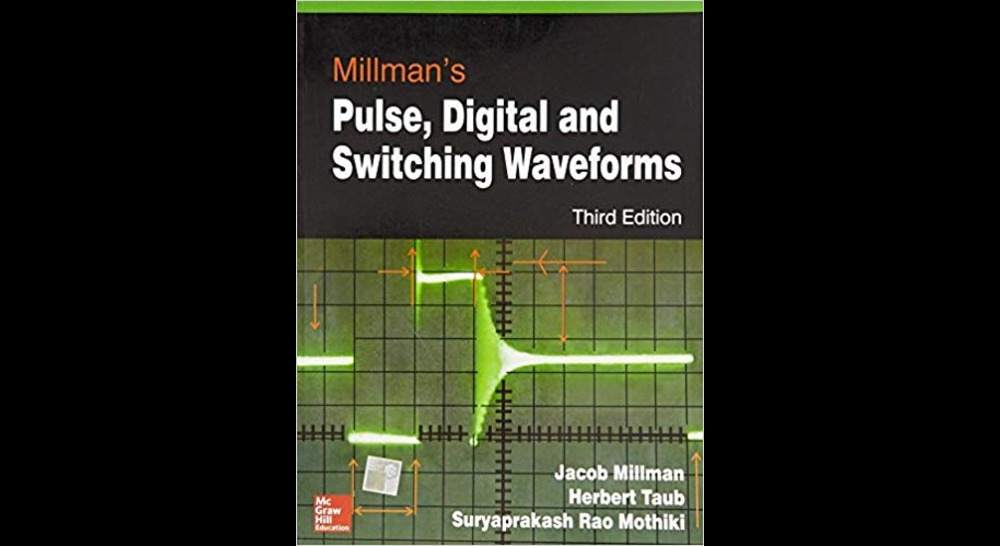 Millman's
Pulse, Digital and
Switching Waveforms
Third Edition
Jacob Millman
Herbert Taub
Suryaprakash Rao Mothiki
Mc
Graw
Hill
Education